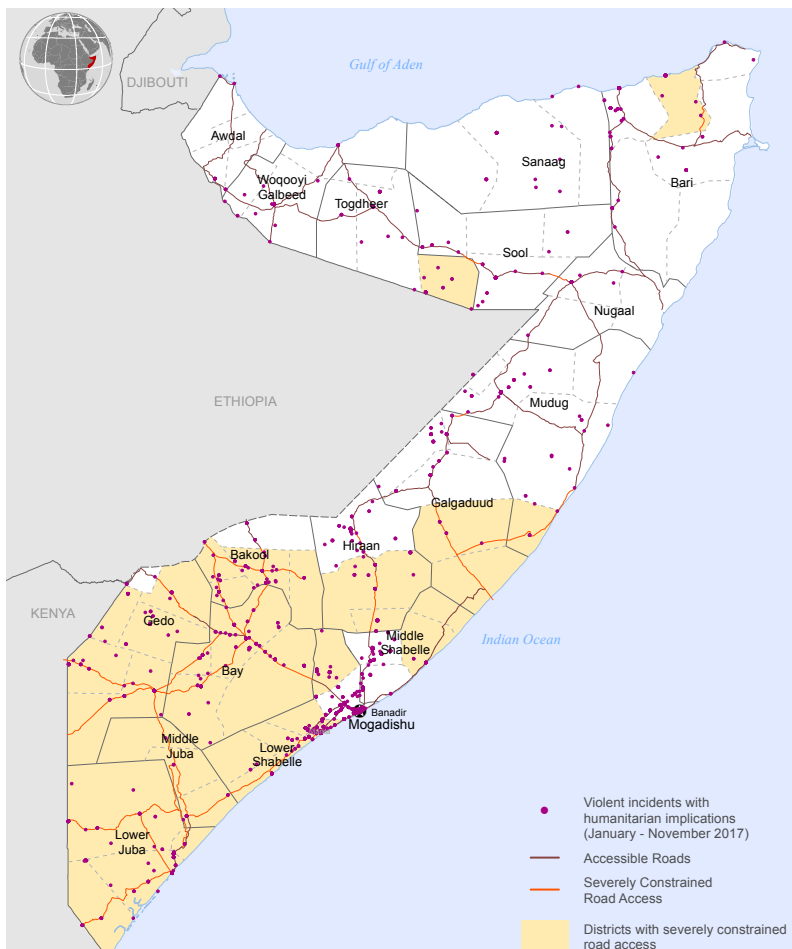 Gulf of Aden
DJIBOUTI
Awdal
Woqooyi
Galbeed
Togdheer
Sanaag
Bari
Sool
Nugaal
ETHIOPIA
Mudug
Galgaduud
Hiraan
Bakool
KENYA
Gedo
Middle
Shabelle
Indian Ocean
Bay
Banadir
Mogadishu
Middle
Juba
Lower
Shabelle
Lower
Juba
Violent incidents with
humanitarian implications
(January - November 2017)
Accessible Roads
Severely Constrained
Road Access
Districts with severely constrained
road access